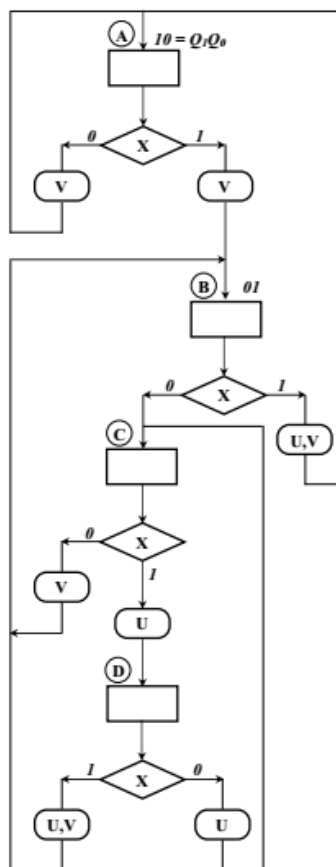 A 10 = Q1Q0
0 X 1
V V
B 01
0 X 1
C
U,V
0 X
1
V
U
D
1 X 0
U,V U